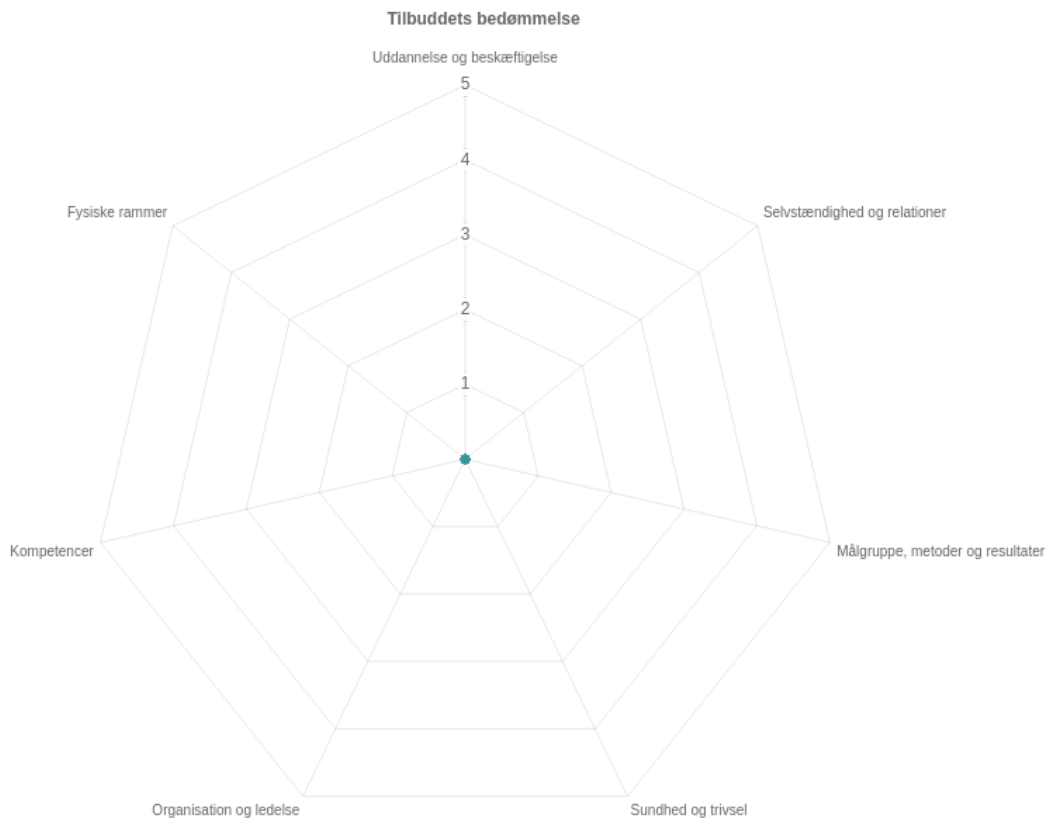 Tilbuddets bedømmelse
Uddannelse og beskæftigelse
5
4
Fysiske rammer
Selvstændighed og relationer
3
2
1
Kompetencer
Målgruppe, metoder og resultater
Organisation og ledelse
Sundhed og trivsel